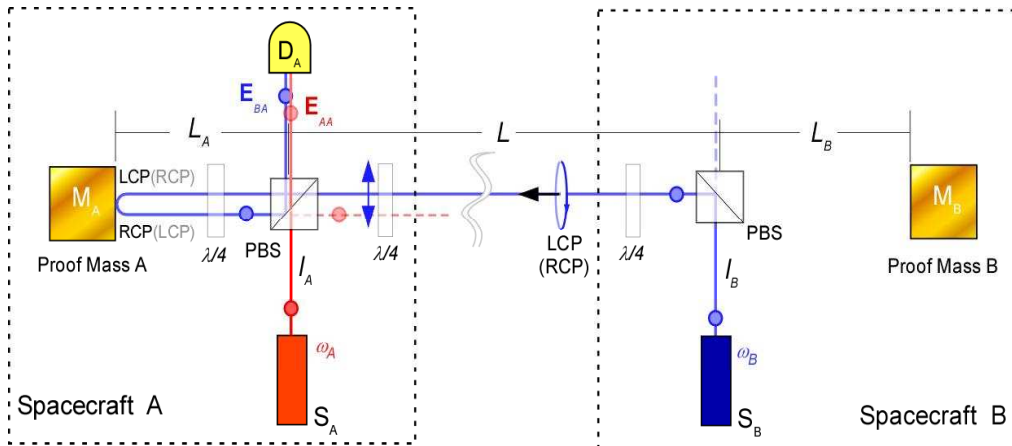 D_A
E_BA
E_AA
L_A
L
L_B
LCP(RCP)
M_A
RCP(LCP)
Proof Mass A
λ/4
PBS
λ/4
l_A
LCP
(RCP)
λ/4
PBS
l_B
M_B
Proof Mass B
ω_A
ω_B
S_A
S_B
Spacecraft A
Spacecraft B